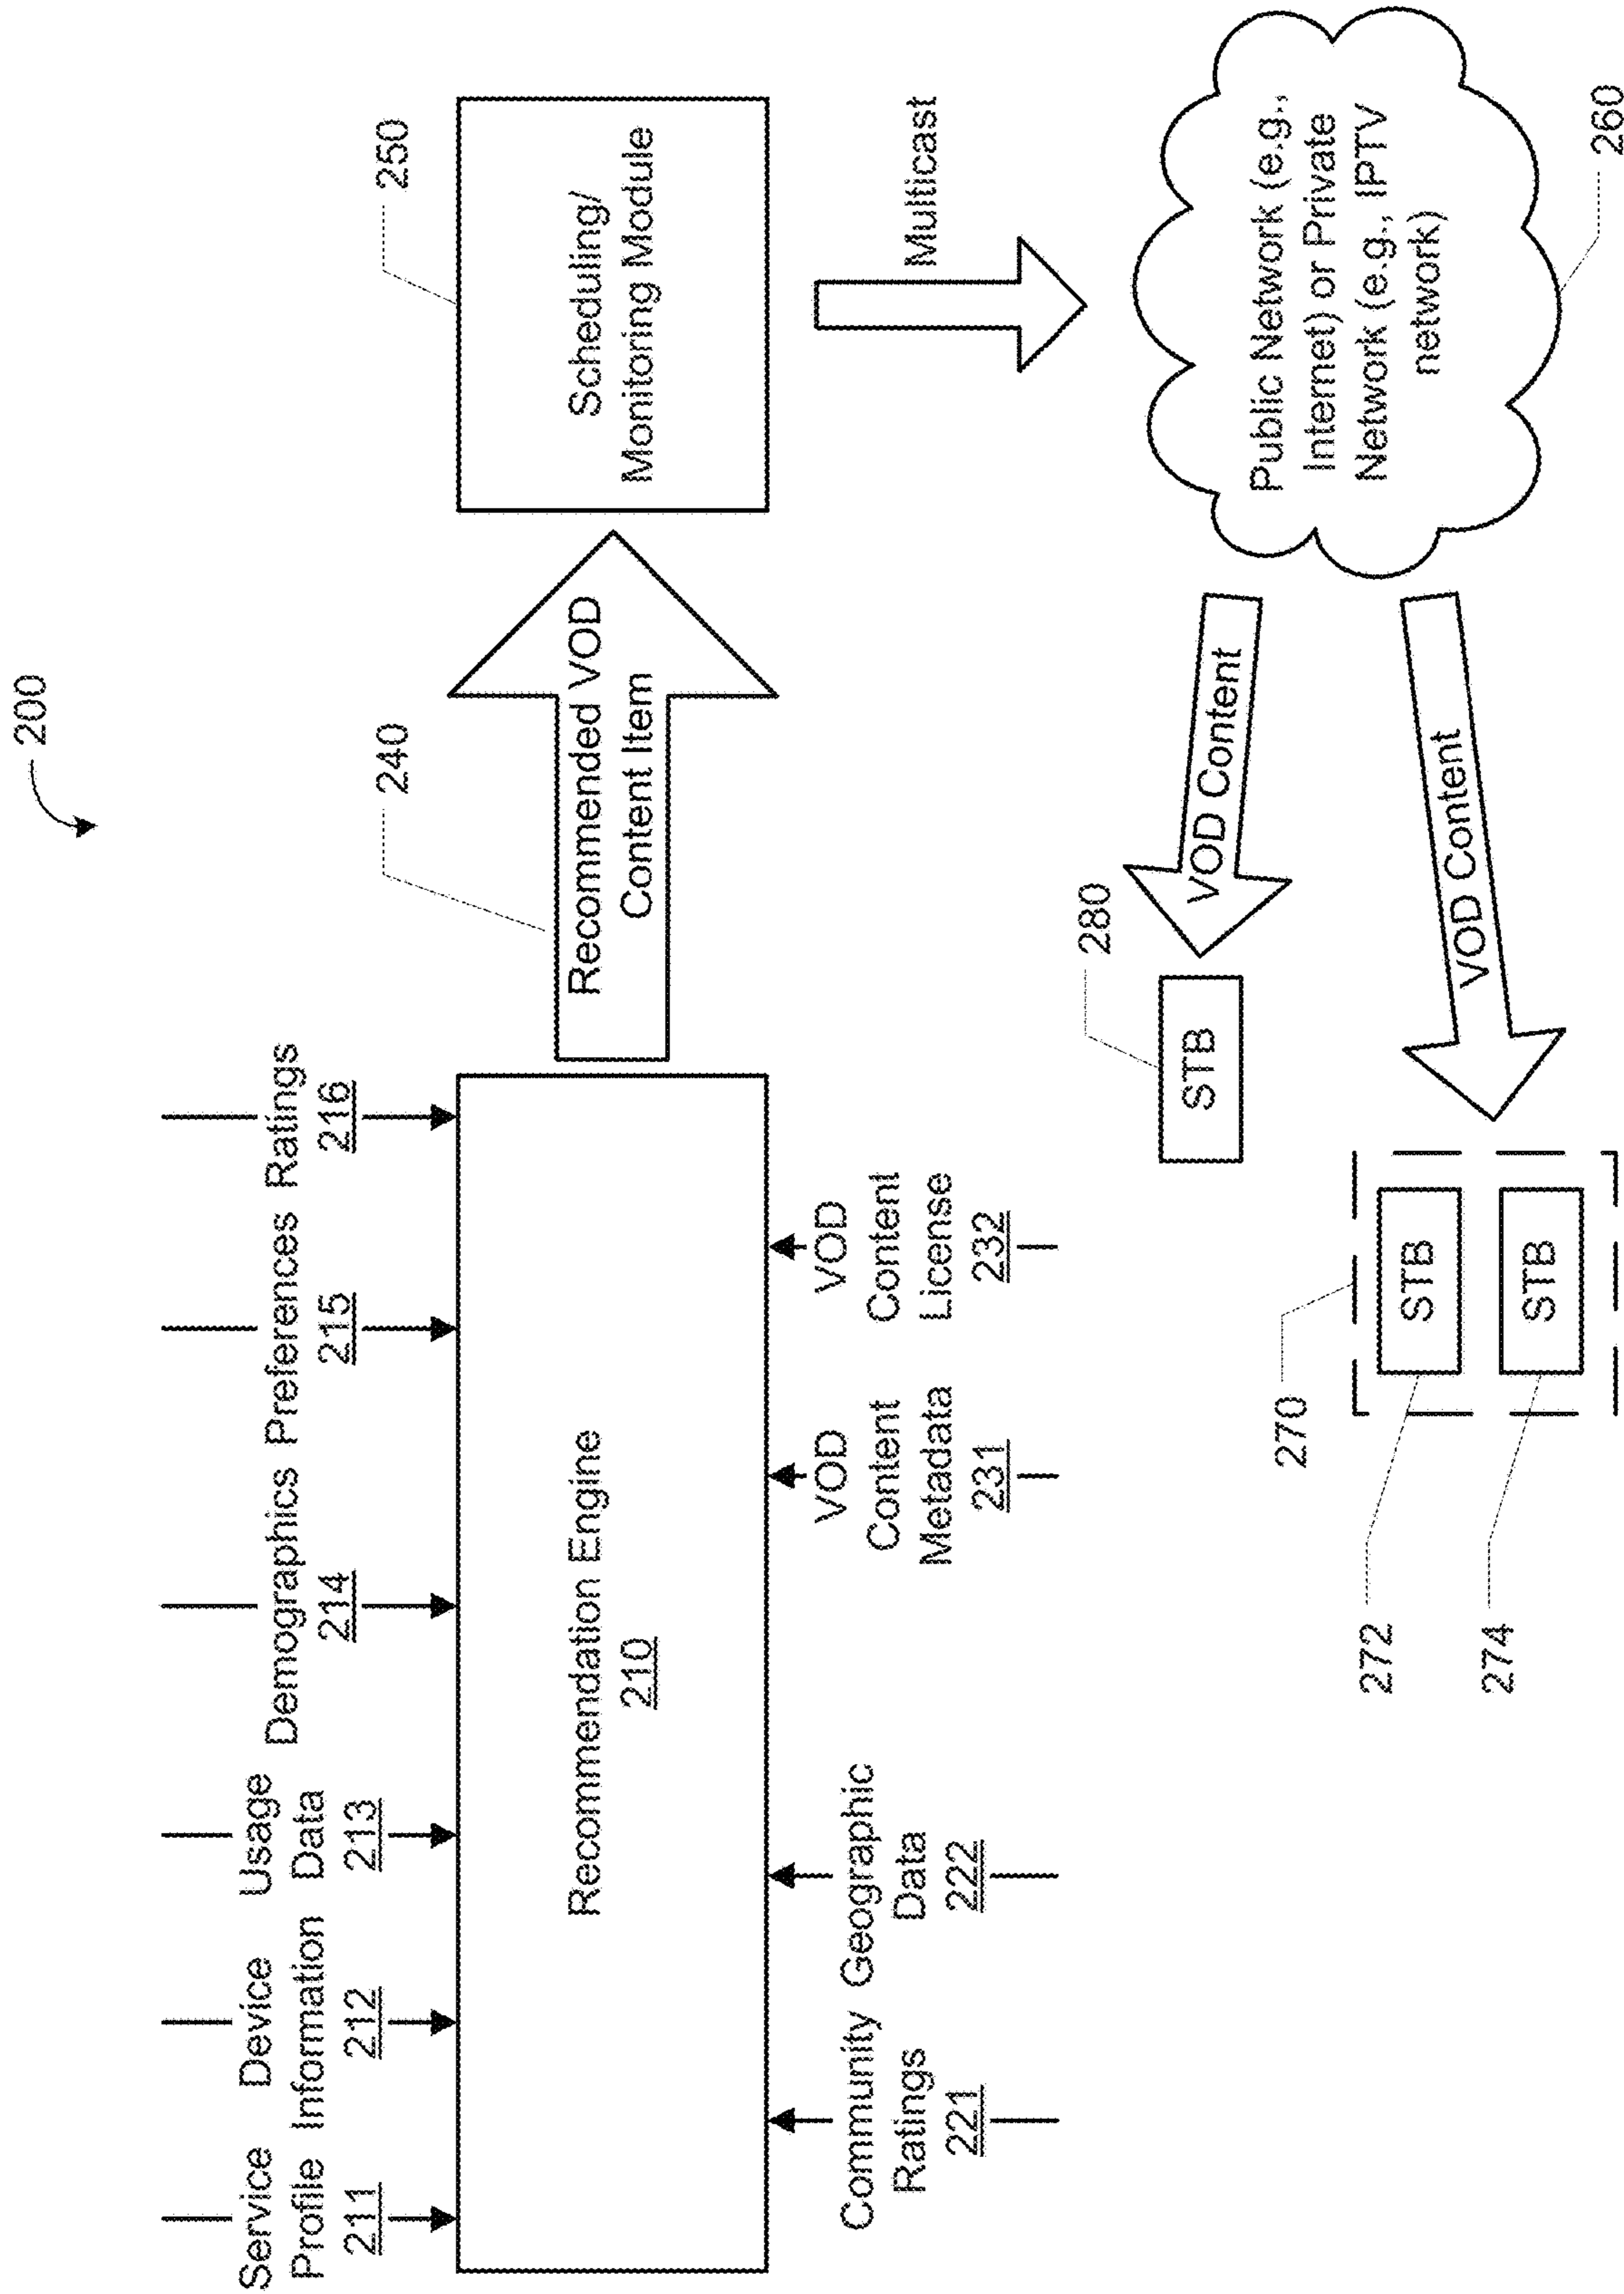 200
Service
Profile
211
Device
Information
212
Usage
Data
213
Demographics
214
Preferences
215
Ratings
216
Recommendation Engine
210
Community
Ratings
221
Geographic
Data
222
VOD
Content
Metadata
231
VOD
Content
License
232
240
Recommended VOD
Content Item
250
Scheduling/
Monitoring Module
Multicast
Public Network (e.g.,
Internet) or Private
Network (e.g., IPTV
network)
260
VOD Content
280
STB
VOD Content
270
STB
272
STB
274